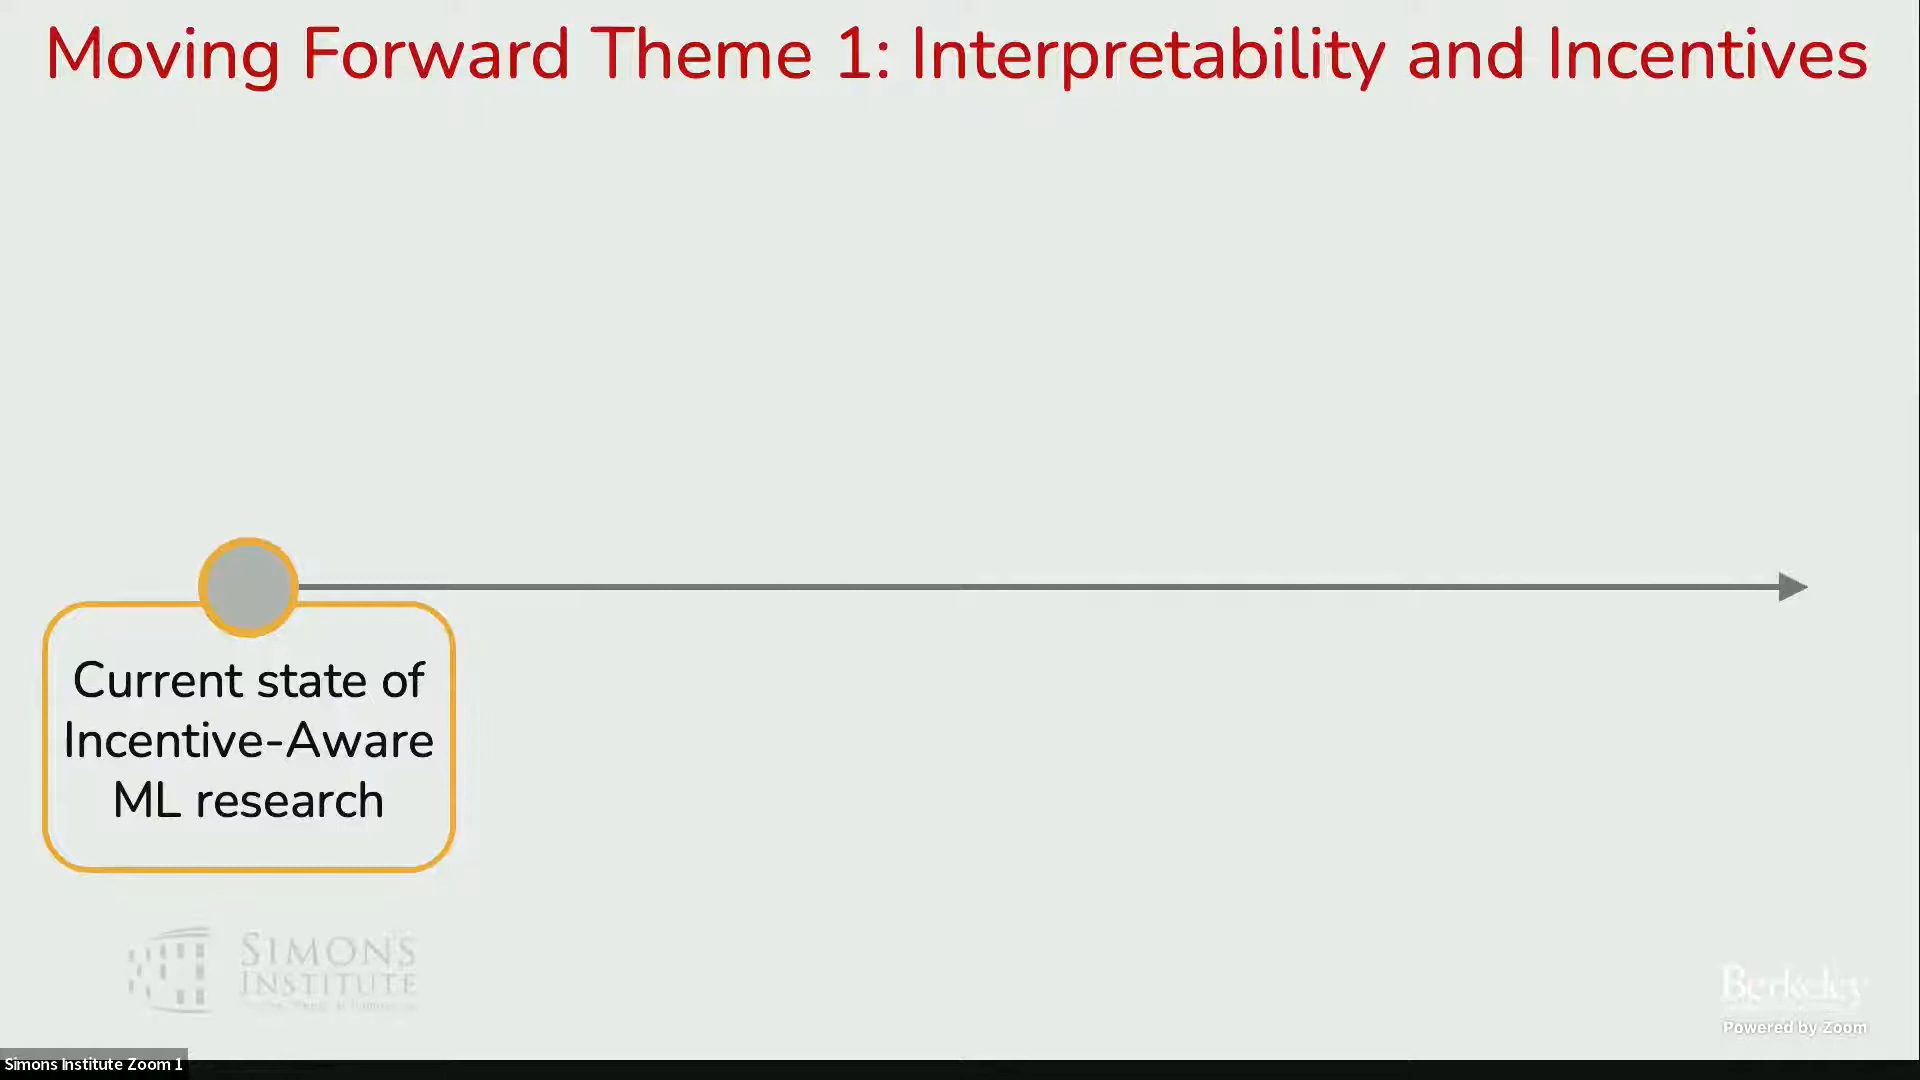 Moving Forward Theme 1: Interpretability and Incentives
Current state of
Incentive-Aware
ML research
SIMONS
INSTITUTE
Berkeley
Powered by Zoom
Simons Institute Zoom 1